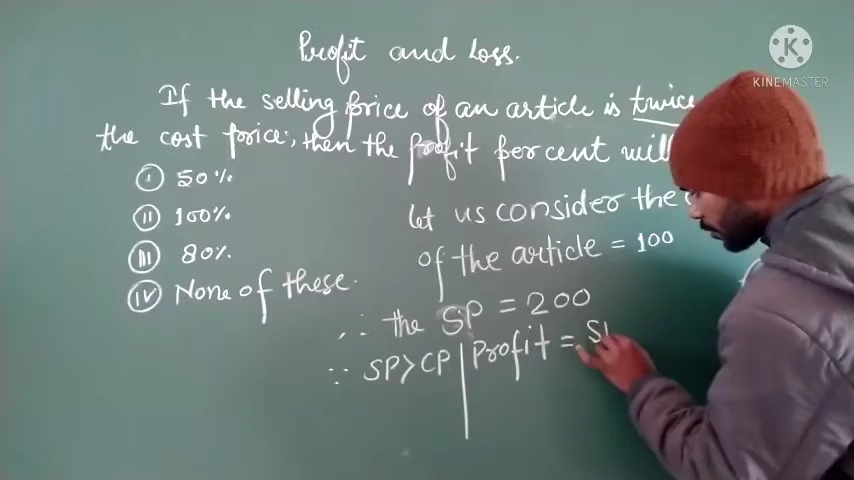 Profit and Loss.
If the selling price of an article is twice
the cost price, then the profit per cent will
I 50%
II 100%
III 80%
IV None of these.
let us consider the
of the article = 100
∴ the SP = 200
∵ SP>CP | Profit = S
K
KINEMASTER